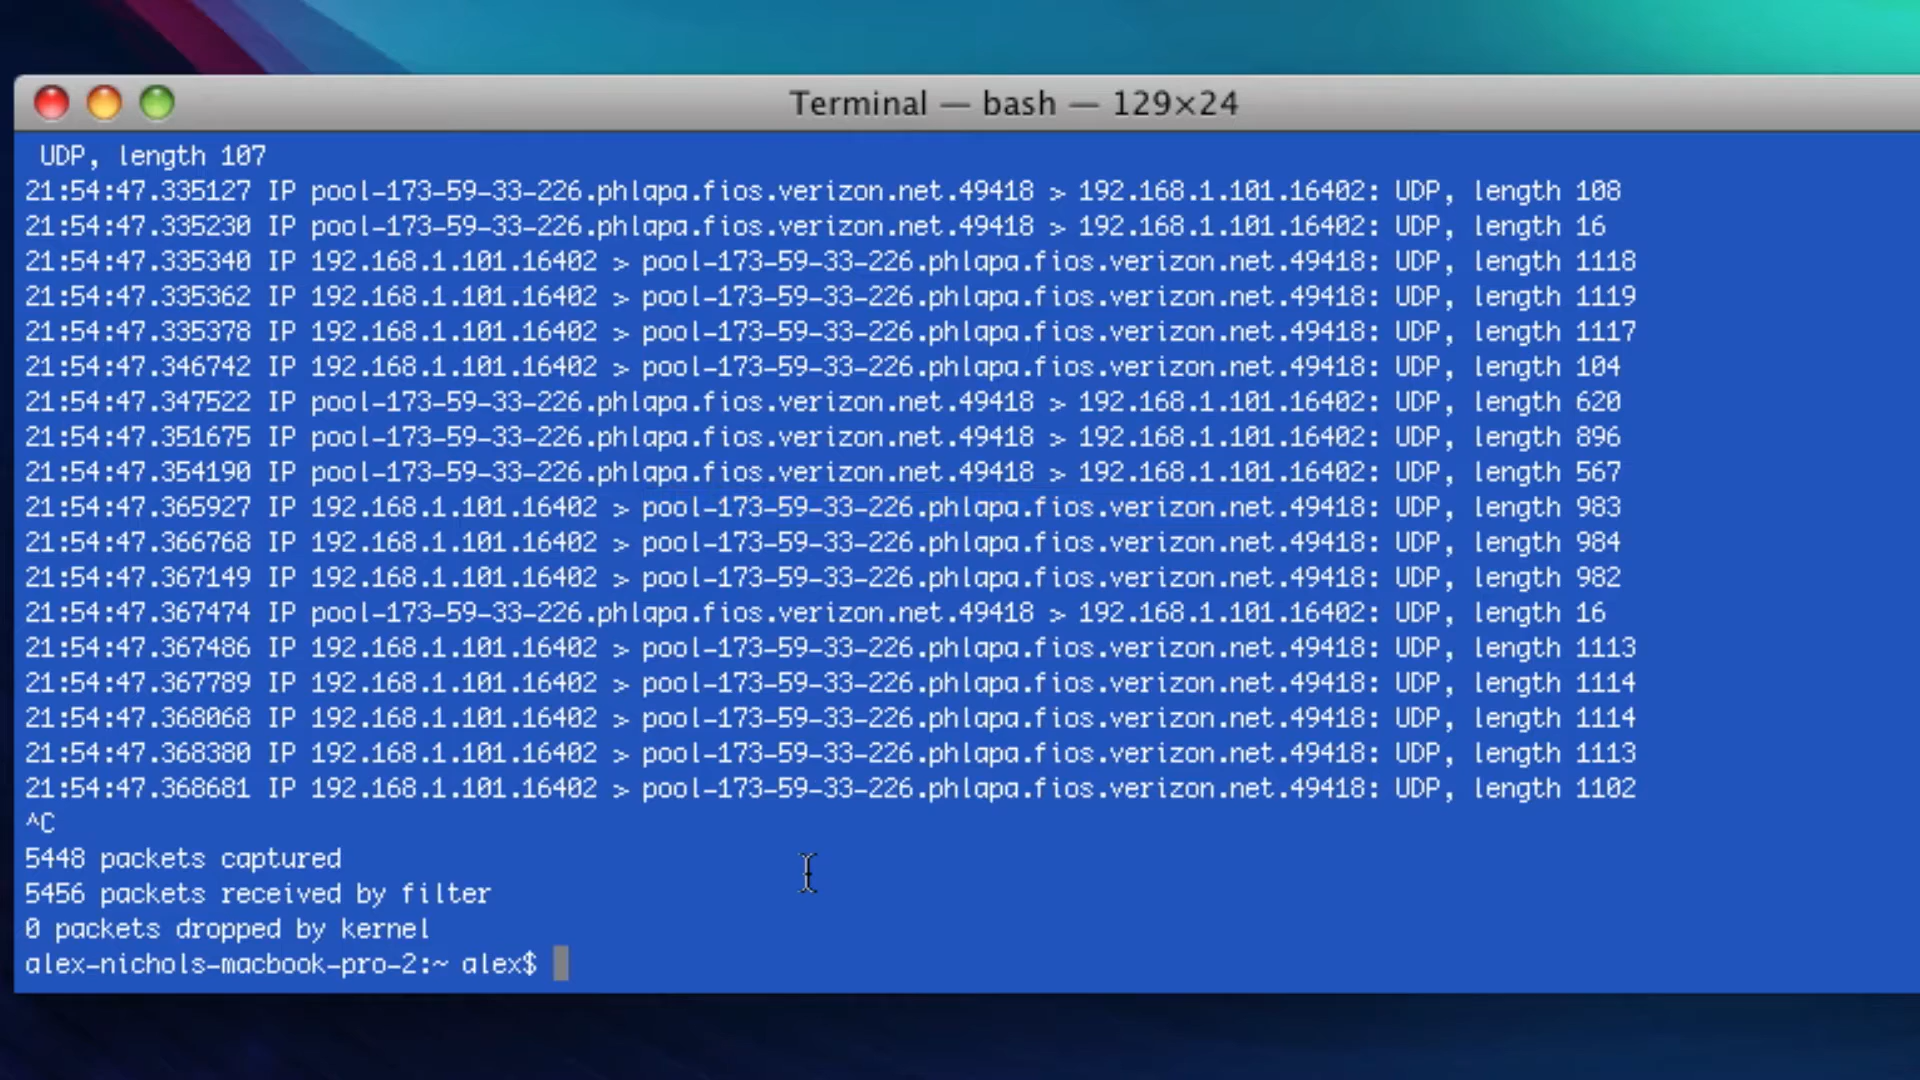 Terminal — bash — 129×24
UDP, length 107
21:54:47.335127 IP pool-173-59-33-226.phlapa.fios.verizon.net.49418 > 192.168.1.101.16402: UDP, length 108
21:54:47.335230 IP pool-173-59-33-226.phlapa.fios.verizon.net.49418 > 192.168.1.101.16402: UDP, length 16
21:54:47.335340 IP 192.168.1.101.16402 > pool-173-59-33-226.phlapa.fios.verizon.net.49418: UDP, length 1118
21:54:47.335362 IP 192.168.1.101.16402 > pool-173-59-33-226.phlapa.fios.verizon.net.49418: UDP, length 1119
21:54:47.335378 IP 192.168.1.101.16402 > pool-173-59-33-226.phlapa.fios.verizon.net.49418: UDP, length 1117
21:54:47.346742 IP 192.168.1.101.16402 > pool-173-59-33-226.phlapa.fios.verizon.net.49418: UDP, length 104
21:54:47.347522 IP pool-173-59-33-226.phlapa.fios.verizon.net.49418 > 192.168.1.101.16402: UDP, length 620
21:54:47.351675 IP pool-173-59-33-226.phlapa.fios.verizon.net.49418 > 192.168.1.101.16402: UDP, length 896
21:54:47.354190 IP pool-173-59-33-226.phlapa.fios.verizon.net.49418 > 192.168.1.101.16402: UDP, length 567
21:54:47.365927 IP 192.168.1.101.16402 > pool-173-59-33-226.phlapa.fios.verizon.net.49418: UDP, length 983
21:54:47.366768 IP 192.168.1.101.16402 > pool-173-59-33-226.phlapa.fios.verizon.net.49418: UDP, length 984
21:54:47.367149 IP 192.168.1.101.16402 > pool-173-59-33-226.phlapa.fios.verizon.net.49418: UDP, length 982
21:54:47.367474 IP pool-173-59-33-226.phlapa.fios.verizon.net.49418 > 192.168.1.101.16402: UDP, length 16
21:54:47.367486 IP 192.168.1.101.16402 > pool-173-59-33-226.phlapa.fios.verizon.net.49418: UDP, length 1113
21:54:47.367789 IP 192.168.1.101.16402 > pool-173-59-33-226.phlapa.fios.verizon.net.49418: UDP, length 1114
21:54:47.368068 IP 192.168.1.101.16402 > pool-173-59-33-226.phlapa.fios.verizon.net.49418: UDP, length 1114
21:54:47.368380 IP 192.168.1.101.16402 > pool-173-59-33-226.phlapa.fios.verizon.net.49418: UDP, length 1113
21:54:47.368681 IP 192.168.1.101.16402 > pool-173-59-33-226.phlapa.fios.verizon.net.49418: UDP, length 1102
^C
5448 packets captured
5456 packets received by filter
0 packets dropped by kernel
alex-nichols-macbook-pro-2:~ alex$